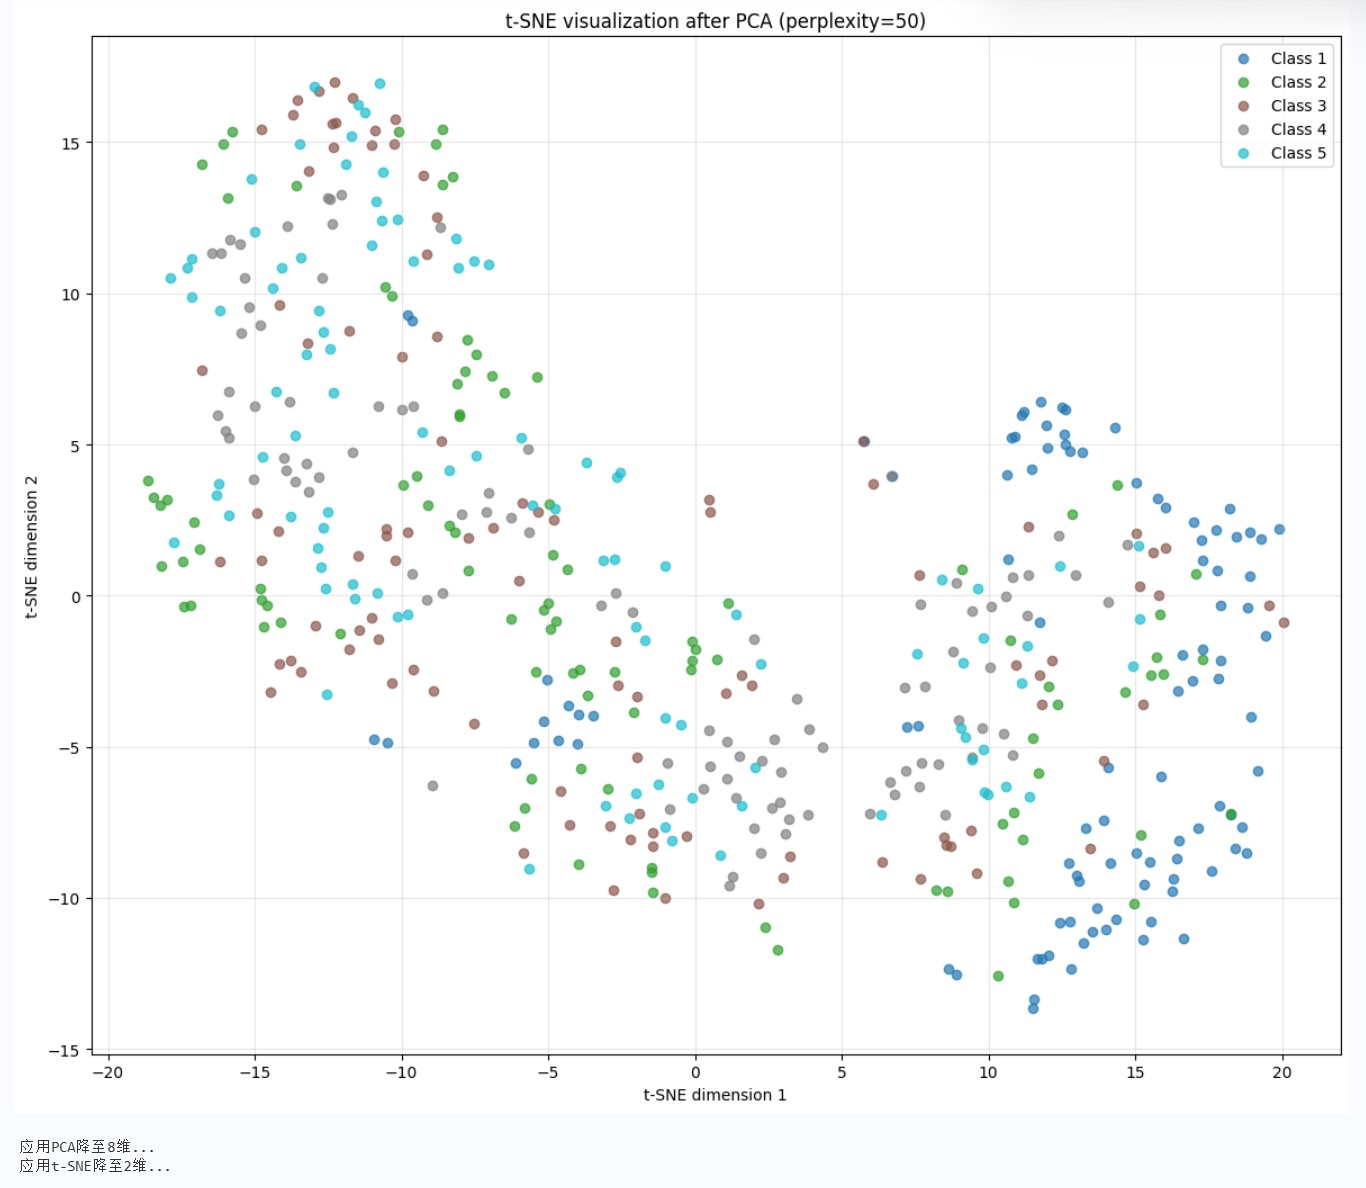 t-SNE visualization after PCA (perplexity=50)
Class 1
Class 2
Class 3
Class 4
Class 5
15
10
5
0
−5
−10
−15
t-SNE dimension 2
−20
−15
−10
−5
0
5
10
15
20
t-SNE dimension 1
应用PCA降至8维...
应用t-SNE降至2维...